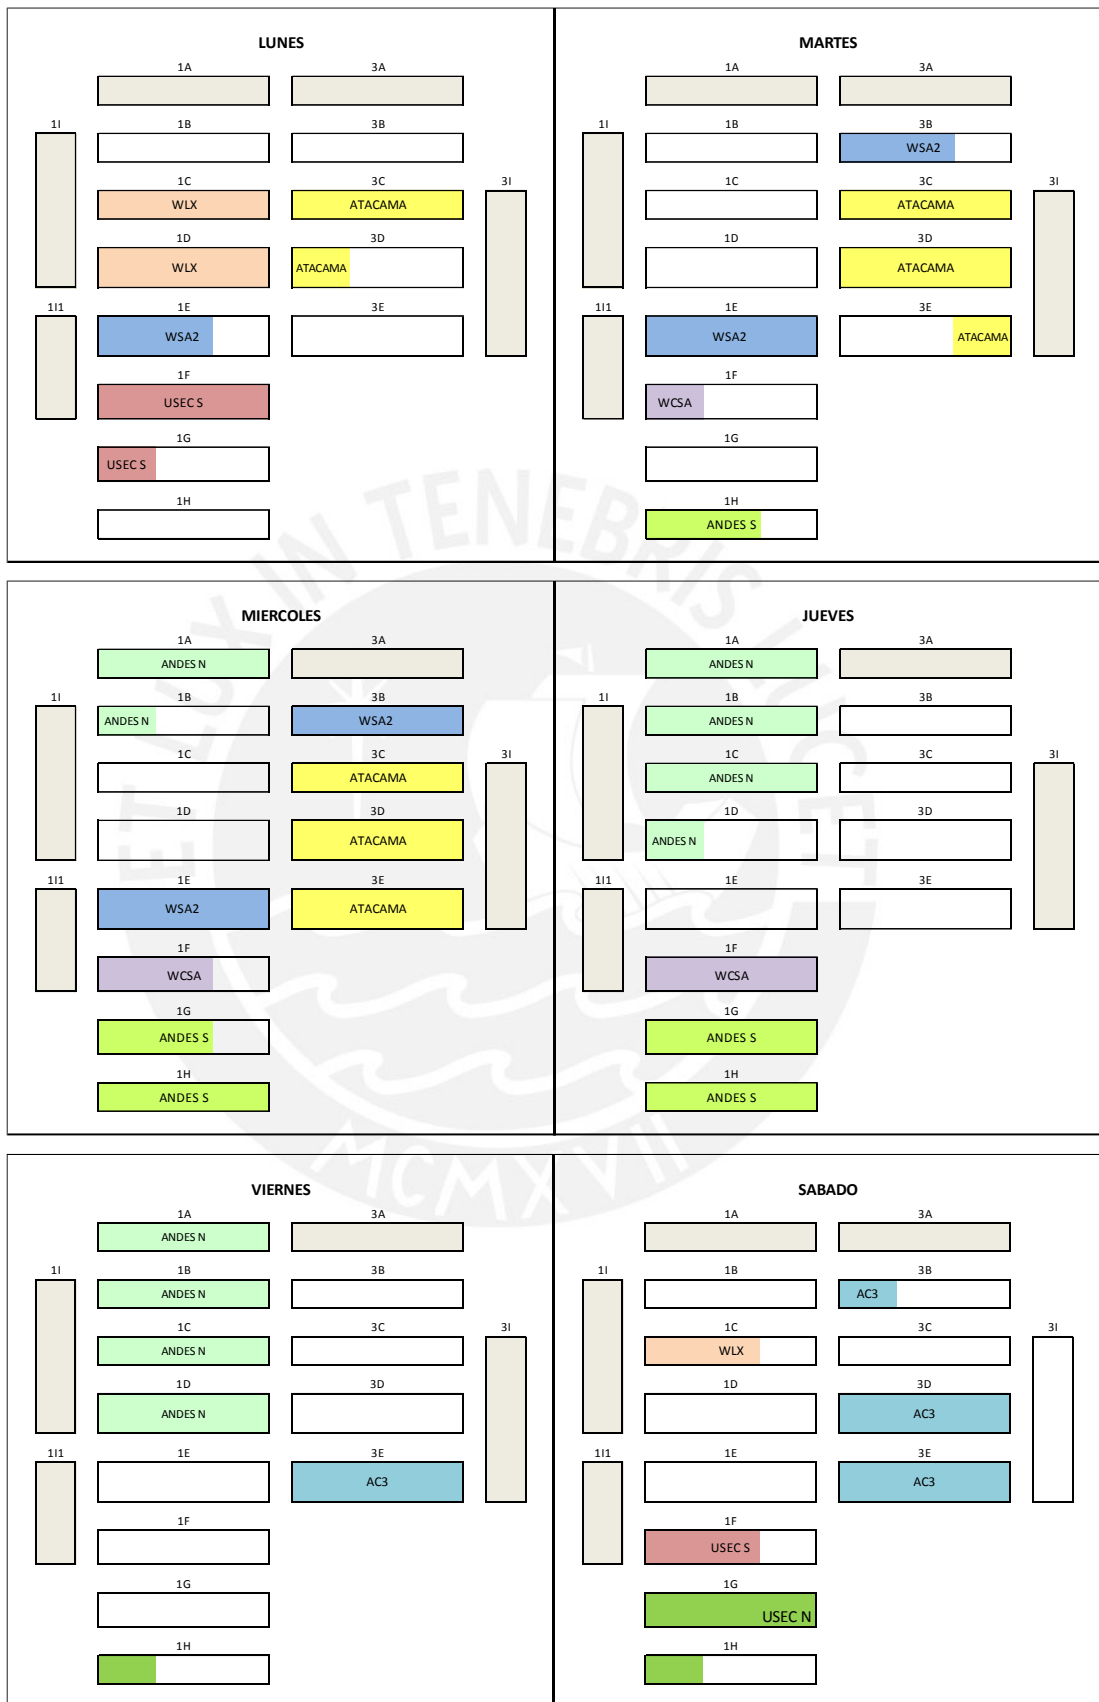 LUNES
1A 3A
1I 1B 3B
1C 3C 3I
WLX ATACAMA
1D 3D
WLX ATACAMA
1I1 1E 3E
WSA2
1F
USEC S
1G
USEC S
1H
MARTES
1A 3A
1I 1B 3B
WSA2
1C 3C 3I
ATACAMA
1D 3D
ATACAMA
1I1 1E 3E
WSA2 ATACAMA
1F
WCSA
1G
1H
ANDES S
MIERCOLES
1A 3A
ANDES N
1I 1B 3B
ANDES N WSA2
1C 3C 3I
ATACAMA
1D 3D
ATACAMA
1I1 1E 3E
WSA2 ATACAMA
1F
WCSA
1G
ANDES S
1H
ANDES S
JUEVES
1A 3A
ANDES N
1I 1B 3B
ANDES N
1C 3C 3I
ANDES N
1D 3D
ANDES N
1I1 1E 3E
1F
WCSA
1G
ANDES S
1H
ANDES S
VIERNES
1A 3A
ANDES N
1I 1B 3B
ANDES N
1C 3C 3I
ANDES N
1D 3D
ANDES N
1I1 1E 3E
AC3
1F
1G
1H
SABADO
1A 3A
1I 1B 3B
AC3
1C 3C 3I
WLX
1D 3D
AC3
1I1 1E 3E
AC3
1F
USEC S
1G
USEC N
1H
ET LUX IN TENEBRIS LUCET
MCMXVII